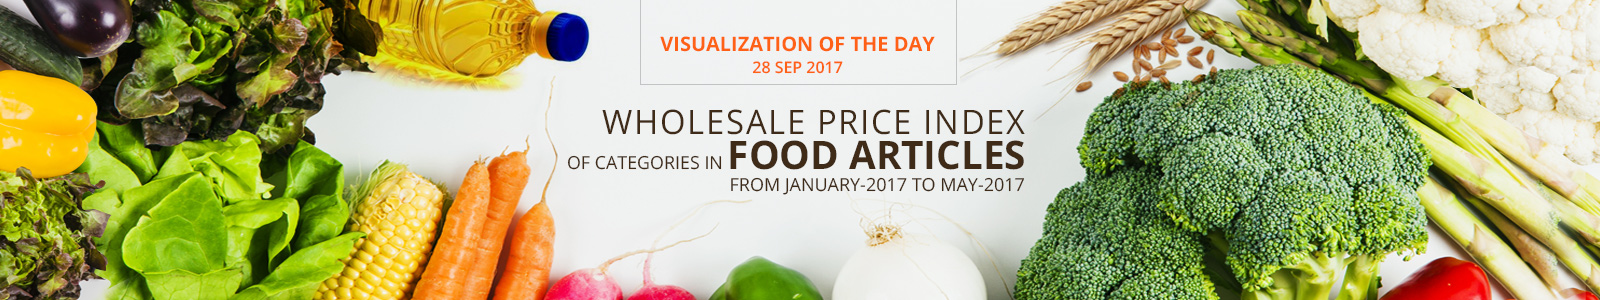 VISUALIZATION OF THE DAY
28 SEP 2017
WHOLESALE PRICE INDEX
OF CATEGORIES IN FOOD ARTICLES
FROM JANUARY-2017 TO MAY-2017